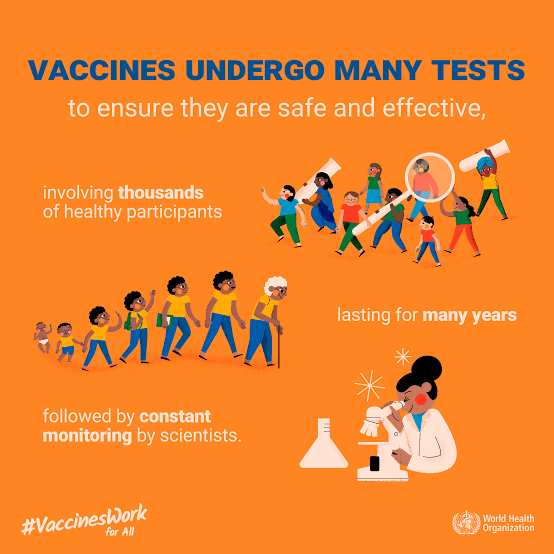 VACCINES UNDERGO MANY TESTS
to ensure they are safe and effective,
involving thousands
of healthy participants
lasting for many years
followed by constant
monitoring by scientists.
#VaccinesWork
for All
World Health
Organization